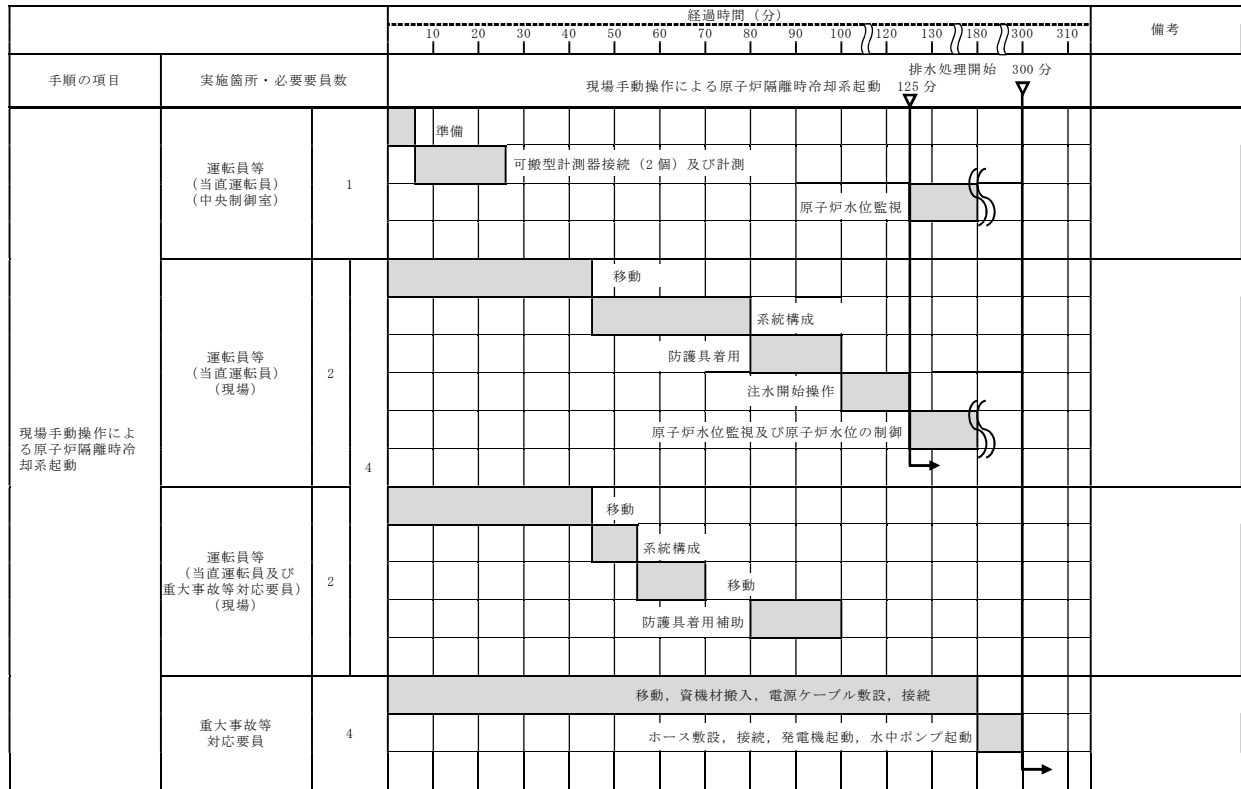 経過時間（分）
備考
10 20 30 40 50 60 70 80 90 100 120 130 180 300 310
手順の項目
実施箇所・必要要員数
排水処理開始 300 分
現場手動操作による原子炉隔離時冷却系起動 125 分
現場手動操作によ
る原子炉隔離時冷
却系起動
運転員等
（当直運転員）
（中央制御室）
1
準備
可搬型計測器接続（2 個）及び計測
原子炉水位監視
運転員等
（当直運転員）
（現場）
2
4
移動
系統構成
防護具着用
注水開始操作
原子炉水位監視及び原子炉水位の制御
運転員等
（当直運転員及び
重大事故等対応要員）
（現場）
2
移動
系統構成
移動
防護具着用補助
重大事故等
対応要員
4
移動，資機材搬入，電源ケーブル敷設，接続
ホース敷設，接続，発電機起動，水中ポンプ起動